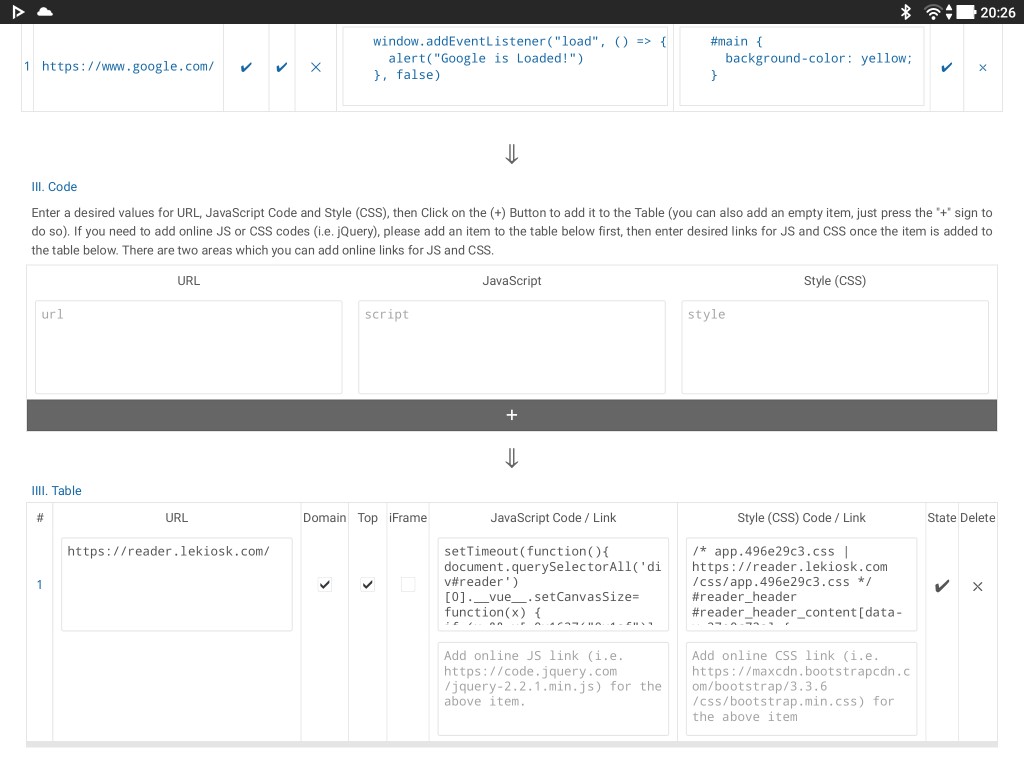 20:26
window.addEventListener("load", () => {
alert("Google is Loaded!")
}, false)
#main {
background-color: yellow;
}
1 https://www.google.com/ ✔ ✔ ✕ ✔ ✕
⇓
III. Code
Enter a desired values for URL, JavaScript Code and Style (CSS), then Click on the (+) Button to add it to the Table (you can also add an empty item, just press the "+" sign to
do so). If you need to add online JS or CSS codes (i.e. jQuery), please add an item to the table below first, then enter desired links for JS and CSS once the item is added to
the table below. There are two areas which you can add online links for JS and CSS.
URL JavaScript Style (CSS)
url script style
+
⇓
IIII. Table
# URL Domain Top iFrame JavaScript Code / Link Style (CSS) Code / Link State Delete
1
https://reader.lekiosk.com/
setTimeout(function(){
document.querySelectorAll('di
v#reader')
[0].__vue__.setCanvasSize=
function(x) {
/* app.496e29c3.css |
https://reader.lekiosk.com
/css/app.496e29c3.css */
#reader_header
#reader_header_content[data-
✔ ✕
Add online JS link (i.e.
https://code.jquery.com
/jquery-2.2.1.min.js) for the
above item.
Add online CSS link (i.e.
https://maxcdn.bootstrapcdn.c
om/bootstrap/3.3.6
/css/bootstrap.min.css) for
the above item